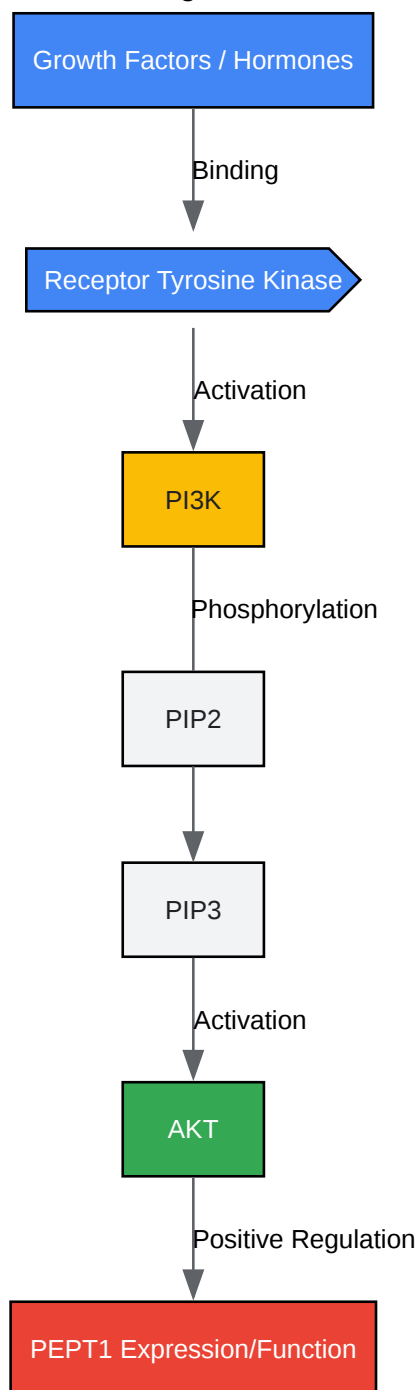 Growth Factors / Hormones
Binding
Receptor Tyrosine Kinase
Activation
PI3K
Phosphorylation
PIP2
PIP3
Activation
AKT
Positive Regulation
PEPT1 Expression/Function